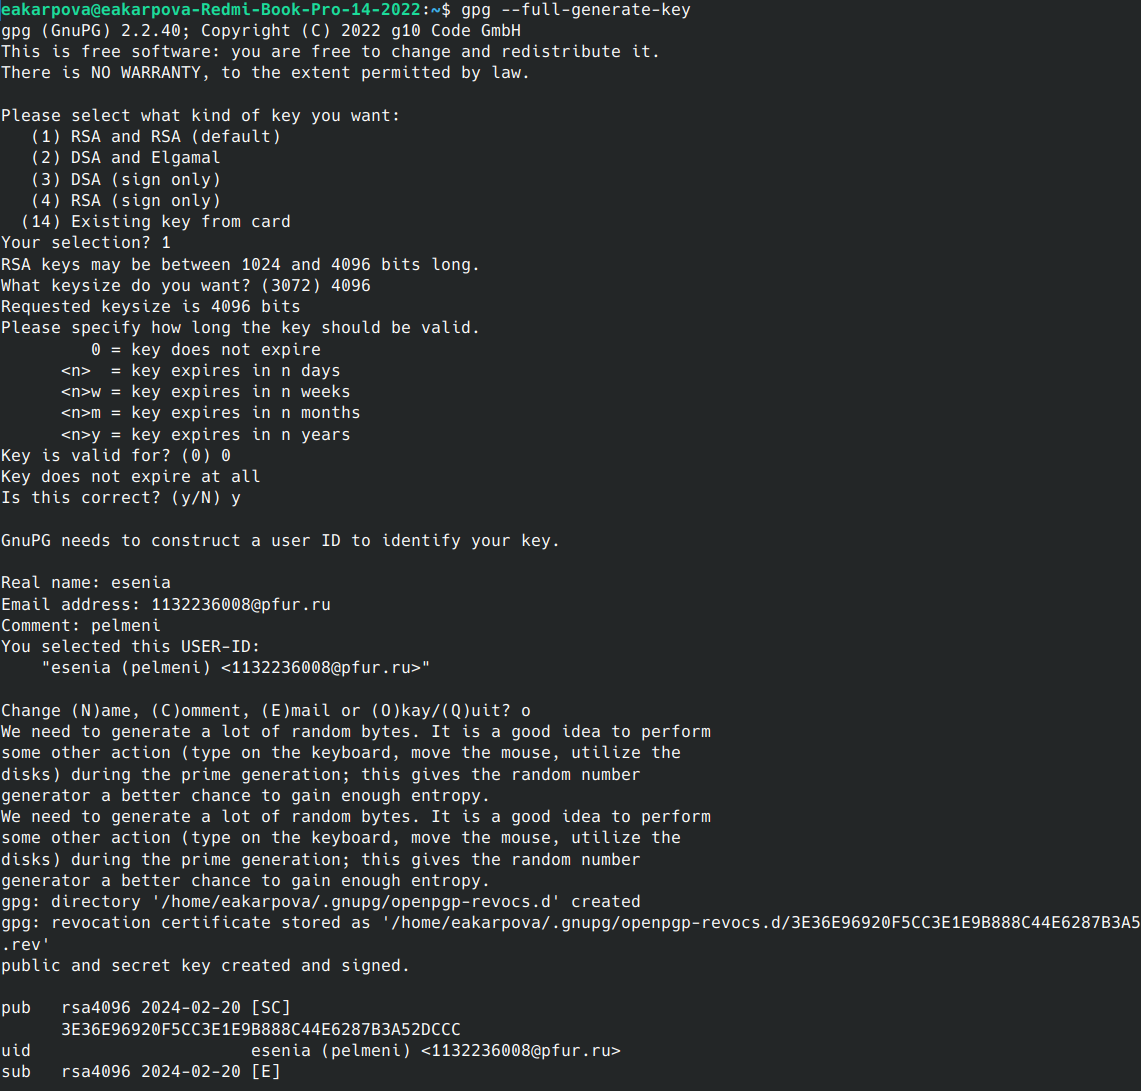 eakarpova@eakarpova-Redmi-Book-Pro-14-2022:~$ gpg --full-generate-key
gpg (GnuPG) 2.2.40; Copyright (C) 2022 g10 Code GmbH
This is free software: you are free to change and redistribute it.
There is NO WARRANTY, to the extent permitted by law.

Please select what kind of key you want:
   (1) RSA and RSA (default)
   (2) DSA and Elgamal
   (3) DSA (sign only)
   (4) RSA (sign only)
  (14) Existing key from card
Your selection? 1
RSA keys may be between 1024 and 4096 bits long.
What keysize do you want? (3072) 4096
Requested keysize is 4096 bits
Please specify how long the key should be valid.
         0 = key does not expire
      <n>  = key expires in n days
      <n>w = key expires in n weeks
      <n>m = key expires in n months
      <n>y = key expires in n years
Key is valid for? (0) 0
Key does not expire at all
Is this correct? (y/N) y

GnuPG needs to construct a user ID to identify your key.

Real name: esenia
Email address: 1132236008@pfur.ru
Comment: pelmeni
You selected this USER-ID:
    "esenia (pelmeni) <1132236008@pfur.ru>"

Change (N)ame, (C)omment, (E)mail or (O)kay/(Q)uit? o
We need to generate a lot of random bytes. It is a good idea to perform
some other action (type on the keyboard, move the mouse, utilize the
disks) during the prime generation; this gives the random number
generator a better chance to gain enough entropy.
We need to generate a lot of random bytes. It is a good idea to perform
some other action (type on the keyboard, move the mouse, utilize the
disks) during the prime generation; this gives the random number
generator a better chance to gain enough entropy.
gpg: directory '/home/eakarpova/.gnupg/openpgp-revocs.d' created
gpg: revocation certificate stored as '/home/eakarpova/.gnupg/openpgp-revocs.d/3E36E96920F5CC3E1E9B888C44E6287B3A5
.rev'
public and secret key created and signed.

pub   rsa4096 2024-02-20 [SC]
      3E36E96920F5CC3E1E9B888C44E6287B3A52DCCC
uid                      esenia (pelmeni) <1132236008@pfur.ru>
sub   rsa4096 2024-02-20 [E]